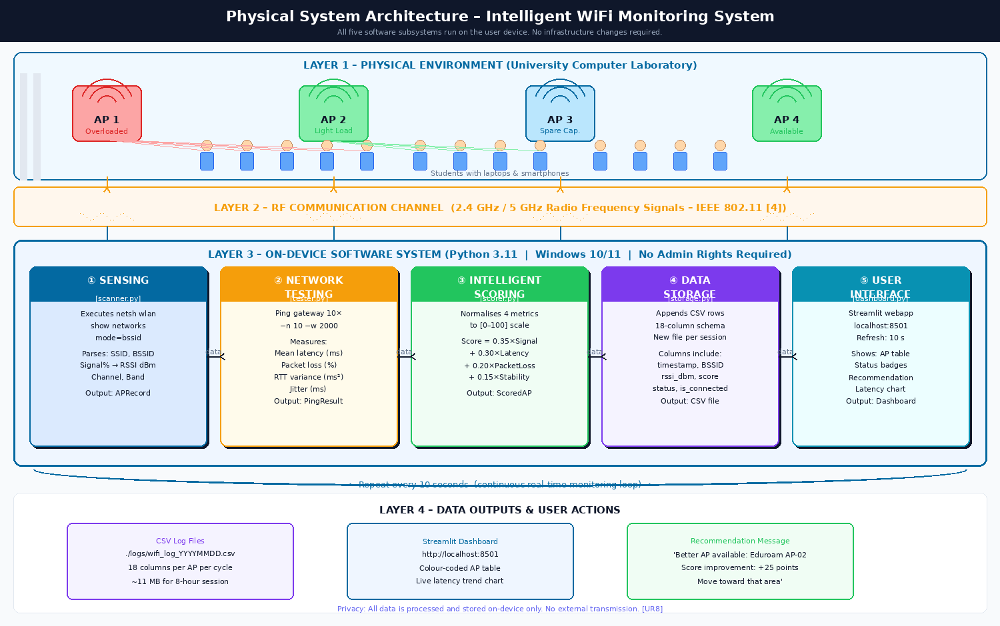 Physical System Architecture – Intelligent WiFi Monitoring System
All five software subsystems run on the user device. No infrastructure changes required.
LAYER 1 – PHYSICAL ENVIRONMENT (University Computer Laboratory)
AP 1
Overloaded
AP 2
Light Load
AP 3
Spare Cap.
AP 4
Available
Students with laptops & smartphones
LAYER 2 – RF COMMUNICATION CHANNEL (2.4 GHz / 5 GHz Radio Frequency Signals – IEEE 802.11 [4])
LAYER 3 – ON-DEVICE SOFTWARE SYSTEM (Python 3.11 | Windows 10/11 | No Admin Rights Required)
① SENSING
[scanner.py]
Executes netsh wlan
show networks
mode=bssid
Parses: SSID, BSSID
Signal% → RSSI dBm
Channel, Band
Output: APRecord
data
② NETWORK
TESTING
[tester.py]
Ping gateway 10×
−n 10 −w 2000
Measures:
Mean latency (ms)
Packet loss (%)
RTT variance (ms²)
Jitter (ms)
Output: PingResult
data
③ INTELLIGENT
SCORING
[scorer.py]
Normalises 4 metrics
to [0–100] scale
Score = 0.35×Signal
+ 0.30×Latency
+ 0.20×PacketLoss
+ 0.15×Stability
Output: ScoredAP
data
④ DATA
STORAGE
[storage.py]
Appends CSV rows
18-column schema
New file per session
Columns include:
timestamp, BSSID
rssi_dbm, score
status, is_connected
Output: CSV file
data
⑤ USER
INTERFACE
[dashboard.py]
Streamlit webapp
localhost:8501
Refresh: 10 s
Shows: AP table
Status badges
Recommendation
Latency chart
Output: Dashboard
← Repeat every 10 seconds (continuous real-time monitoring loop) →
LAYER 4 – DATA OUTPUTS & USER ACTIONS
CSV Log Files
./logs/wifi_log_YYYYMMDD.csv
18 columns per AP per cycle
~11 MB for 8-hour session
Streamlit Dashboard
http://localhost:8501
Colour-coded AP table
Live latency trend chart
Recommendation Message
'Better AP available: Eduroam AP-02
Score improvement: +25 points
Move toward that area'
Privacy: All data is processed and stored on-device only. No external transmission. [UR8]